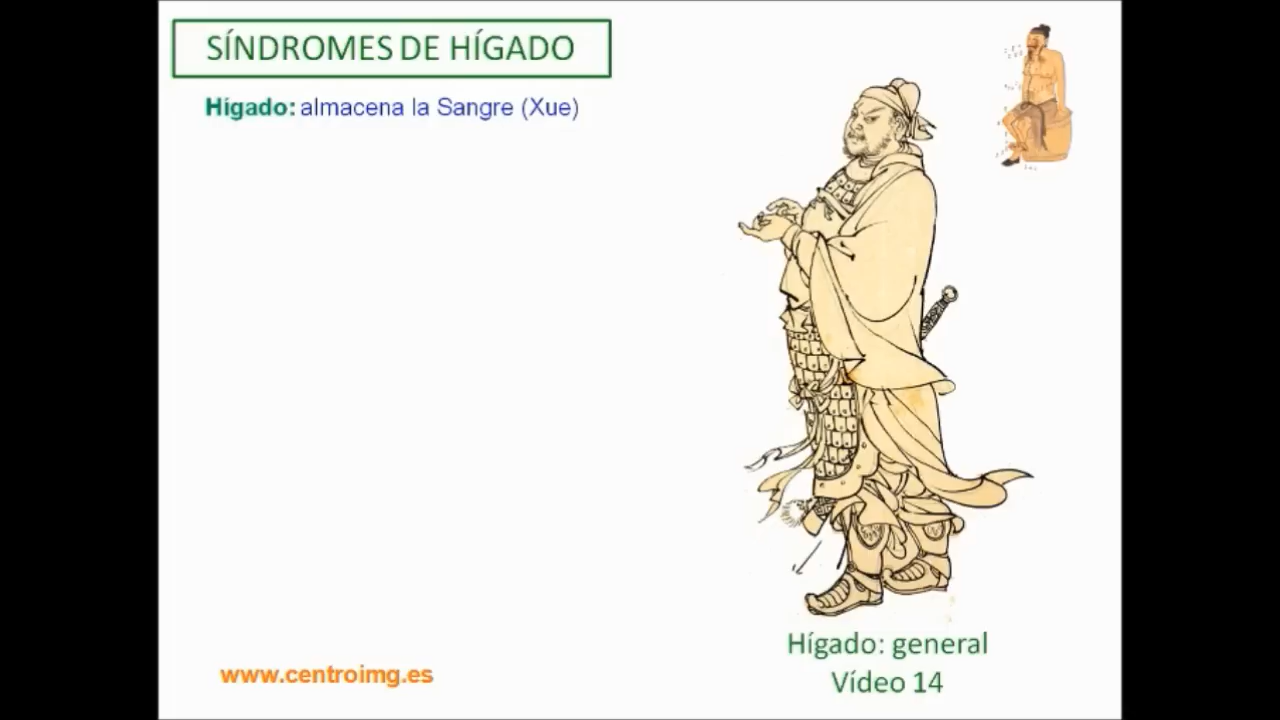 SÍNDROMES DE HÍGADO
Hígado: almacena la Sangre (Xue)
Hígado: general
Vídeo 14
www.centroimg.es